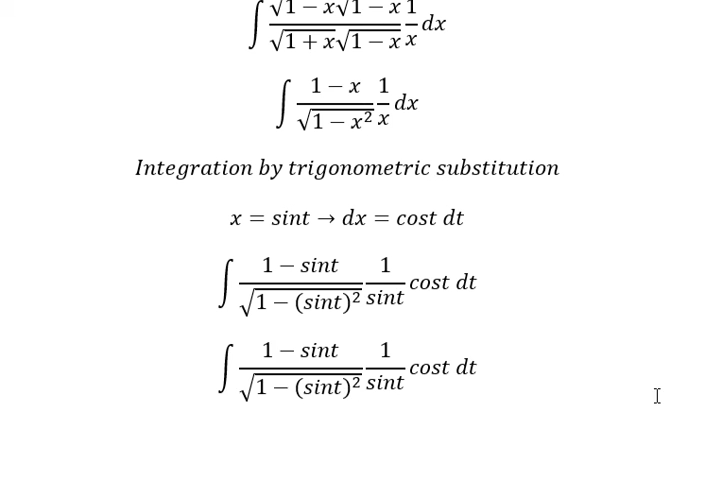 ∫ √1 − x√1 − x / √1 + x√1 − x 1/x dx
∫ 1 − x / √1 − x² 1/x dx
Integration by trigonometric substitution
x = sint → dx = cost dt
∫ 1 − sint / √1 − (sint)² 1/sint cost dt
∫ 1 − sint / √1 − (sint)² 1/sint cost dt